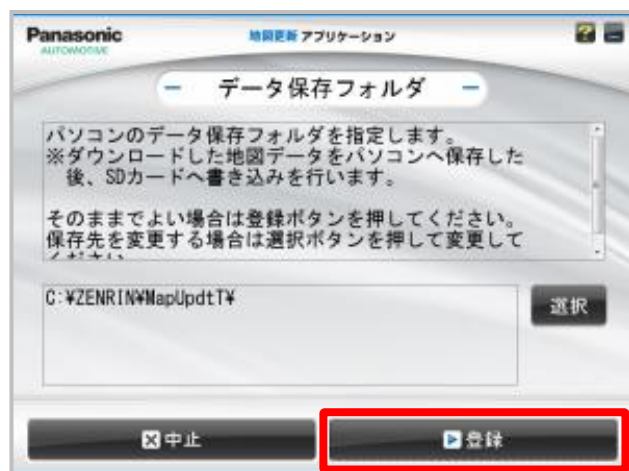 Panasonic
AUTOMOTIVE
地図更新 アプリケーション
?
データ保存フォルダ
パソコンのデータ保存フォルダを指定します。
※ダウンロードした地図データをパソコンへ保存した
後、SDカードへ書き込みを行います。
そのままでよい場合は登録ボタンを押してください。
保存先を変更する場合は選択ボタンを押して変更して
ください。
C:¥ZENRIN¥MapUpdtT¥
選択
中止
登録